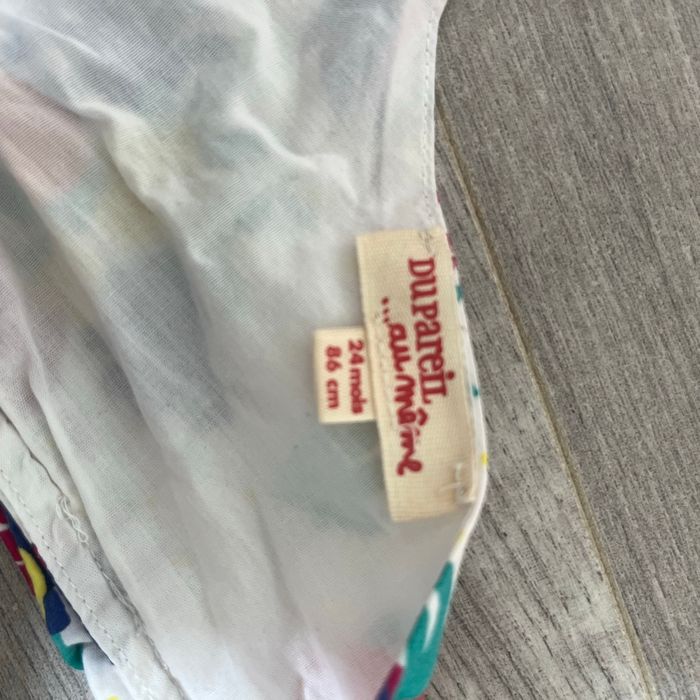 DUPAREIL
...au même
24 mois
86 cm